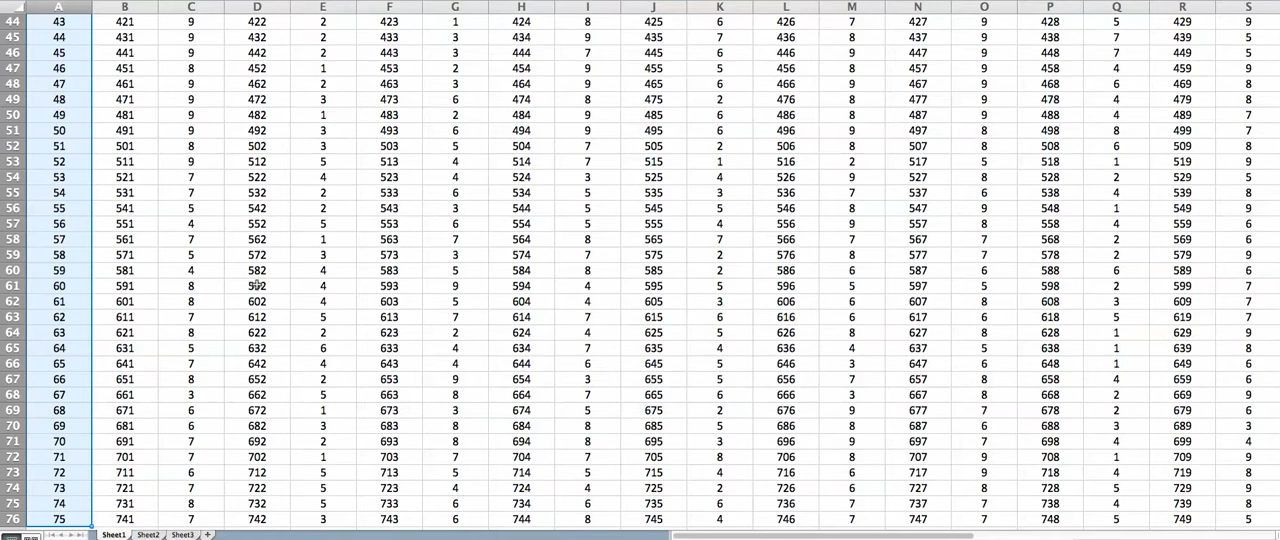 A B C D E F G H I J K L M N O P Q R S
44 43 421 9 422 2 423 1 424 8 425 6 426 7 427 9 428 5 429 9
45 44 431 9 432 2 433 3 434 9 435 7 436 8 437 9 438 7 439 5
46 45 441 9 442 2 443 3 444 7 445 6 446 9 447 9 448 7 449 5
47 46 451 8 452 1 453 2 454 9 455 5 456 8 457 9 458 4 459 9
48 47 461 9 462 2 463 3 464 9 465 6 466 9 467 9 468 6 469 8
49 48 471 9 472 3 473 6 474 8 475 2 476 8 477 9 478 4 479 8
50 49 481 9 482 1 483 2 484 9 485 6 486 8 487 9 488 4 489 7
51 50 491 9 492 3 493 6 494 9 495 6 496 9 497 8 498 8 499 7
52 51 501 8 502 3 503 5 504 7 505 2 506 8 507 8 508 6 509 8
53 52 511 9 512 5 513 4 514 7 515 1 516 2 517 5 518 1 519 9
54 53 521 7 522 4 523 4 524 3 525 4 526 9 527 8 528 2 529 5
55 54 531 7 532 2 533 6 534 5 535 3 536 7 537 6 538 4 539 8
56 55 541 5 542 2 543 3 544 5 545 5 546 8 547 9 548 1 549 9
57 56 551 4 552 5 553 6 554 5 555 4 556 9 557 8 558 4 559 6
58 57 561 7 562 1 563 7 564 8 565 7 566 7 567 7 568 2 569 6
59 58 571 5 572 3 573 3 574 7 575 2 576 8 577 7 578 2 579 9
60 59 581 4 582 4 583 5 584 8 585 2 586 6 587 6 588 6 589 6
61 60 591 8 592 4 593 9 594 4 595 5 596 5 597 5 598 2 599 7
62 61 601 8 602 4 603 5 604 4 605 3 606 6 607 8 608 3 609 7
63 62 611 7 612 5 613 7 614 7 615 6 616 6 617 6 618 5 619 7
64 63 621 8 622 2 623 2 624 4 625 5 626 8 627 8 628 1 629 9
65 64 631 5 632 6 633 4 634 7 635 4 636 4 637 5 638 1 639 8
66 65 641 7 642 4 643 4 644 6 645 5 646 3 647 6 648 1 649 6
67 66 651 8 652 2 653 9 654 3 655 5 656 7 657 8 658 4 659 6
68 67 661 3 662 5 663 8 664 7 665 6 666 3 667 8 668 2 669 9
69 68 671 6 672 1 673 3 674 5 675 2 676 9 677 7 678 2 679 6
70 69 681 6 682 3 683 8 684 8 685 5 686 8 687 6 688 3 689 3
71 70 691 7 692 2 693 8 694 8 695 3 696 9 697 7 698 4 699 4
72 71 701 7 702 1 703 7 704 7 705 8 706 8 707 9 708 1 709 9
73 72 711 6 712 5 713 5 714 5 715 4 716 6 717 9 718 4 719 8
74 73 721 7 722 5 723 4 724 4 725 2 726 6 727 8 728 5 729 9
75 74 731 8 732 5 733 6 734 6 735 6 736 7 737 7 738 4 739 8
76 75 741 7 742 3 743 6 744 8 745 4 746 7 747 7 748 5 749 5
Sheet1 Sheet2 Sheet3 +